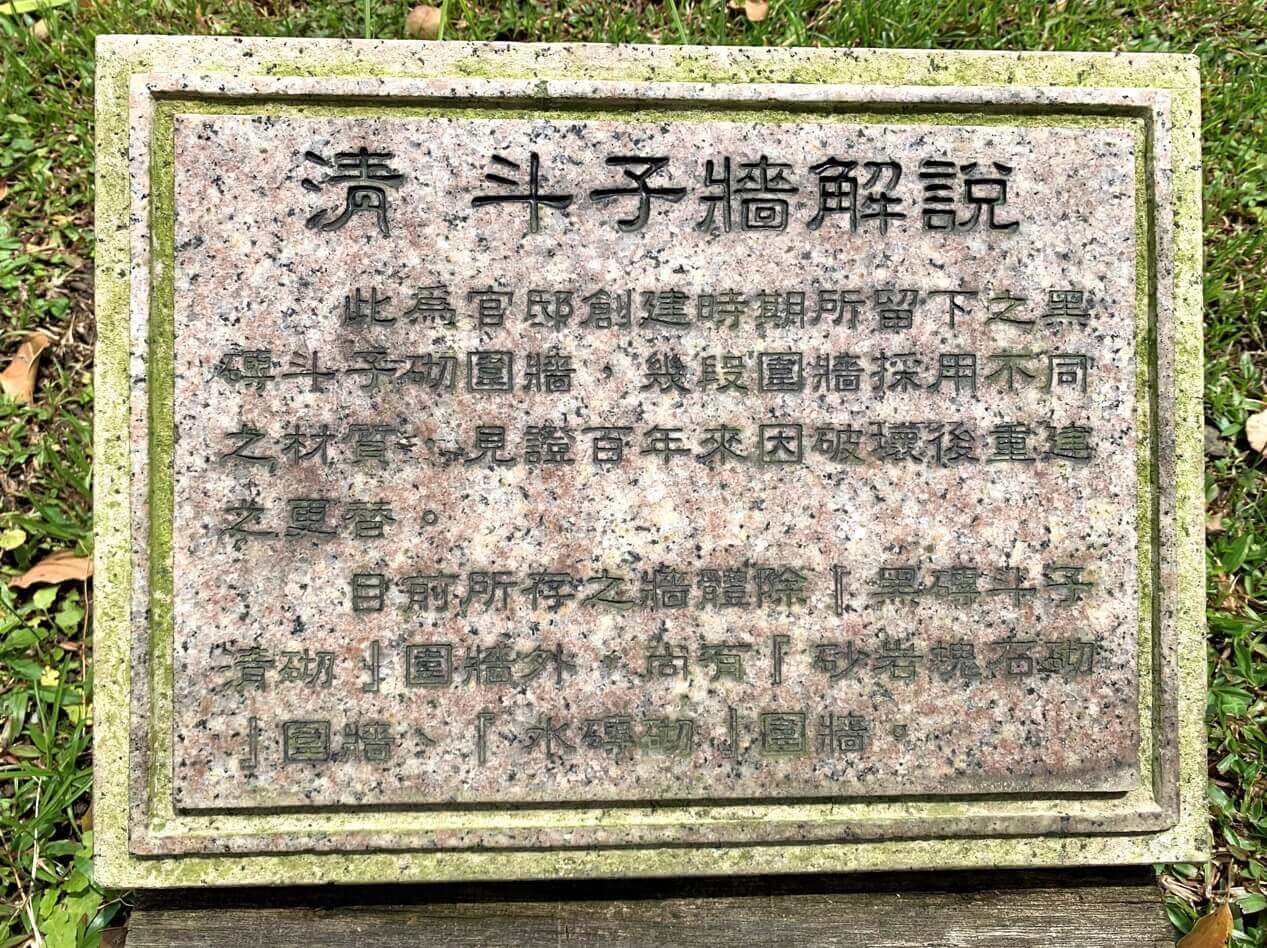 清 斗子牆解說
此為官邸創建時期所留下之黑
磚斗子砌圍牆，幾段圍牆採用不同
之材質，見證百年來因破壞後重建
之更替。
目前所存之牆體除「黑磚斗子
清砌」圍牆外，尚有「砂岩塊石砌
」圍牆、「水磚砌」圍牆。